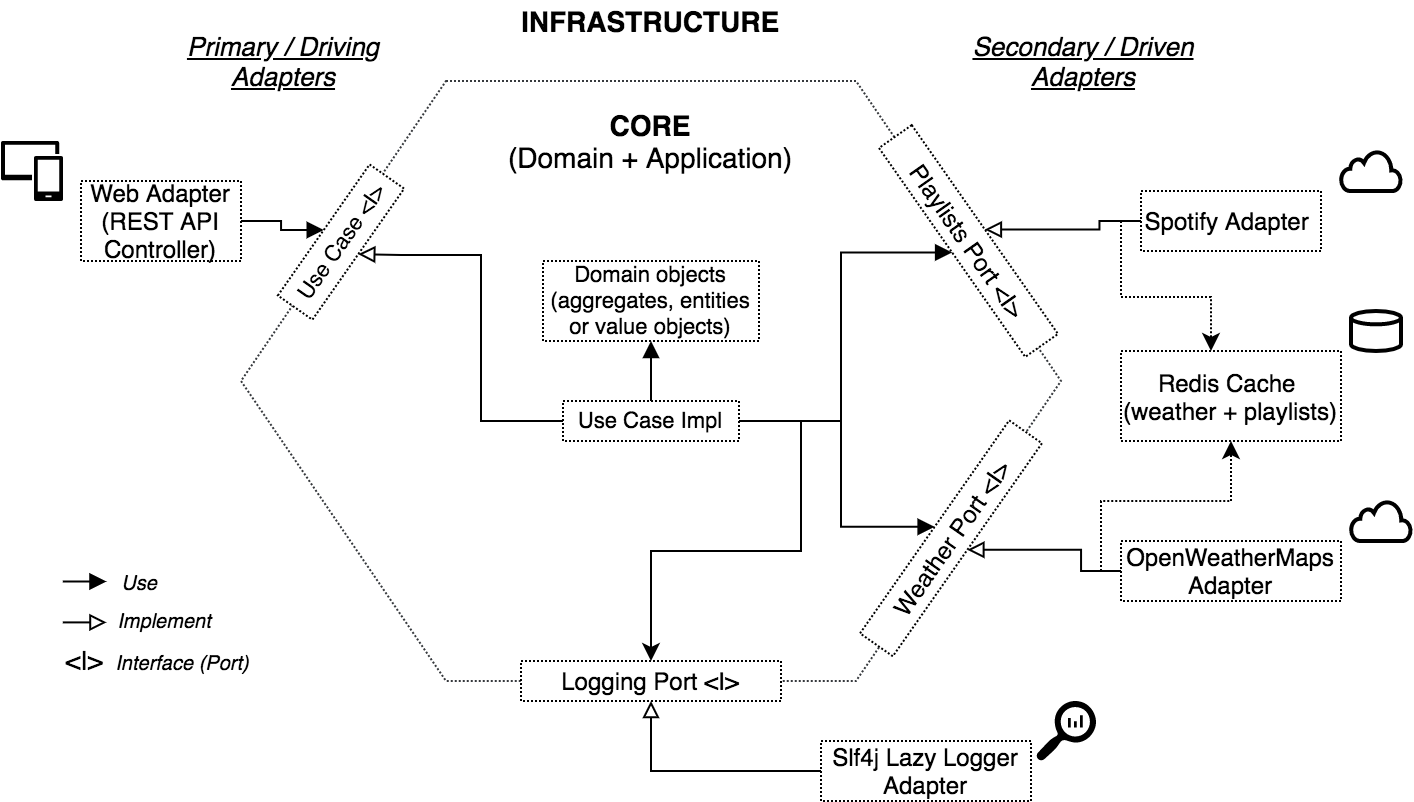 INFRASTRUCTURE
Primary / Driving
Adapters
Secondary / Driven
Adapters
CORE
(Domain + Application)
Web Adapter
(REST API
Controller)
Use Case <I>
Playlists Port <I>
Spotify Adapter
Domain objects
(aggregates, entities
or value objects)
Redis Cache
(weather + playlists)
Use Case Impl
Weather Port <I>
OpenWeatherMaps
Adapter
Use
Implement
<I> Interface (Port)
Logging Port <I>
Slf4j Lazy Logger
Adapter